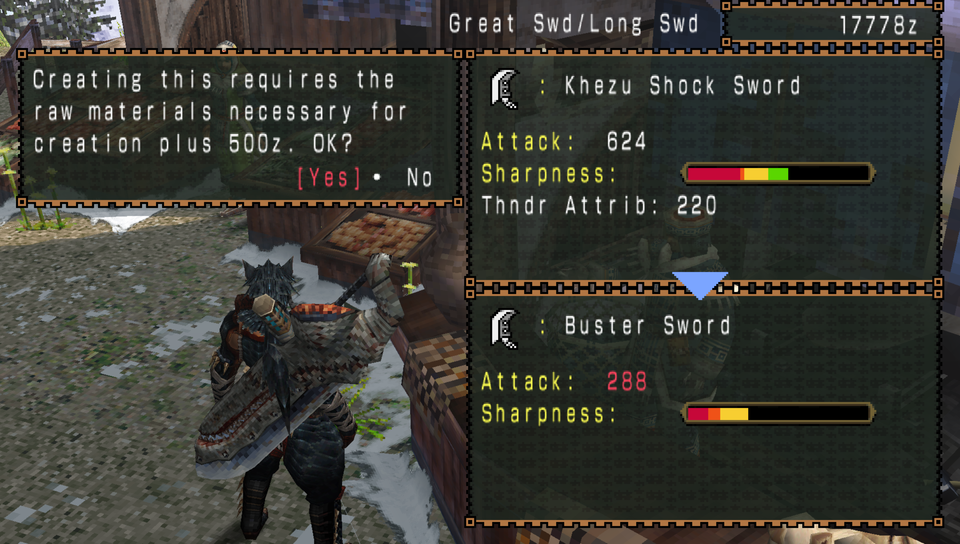 Great Swd/Long Swd
17778z
Creating this requires the
raw materials necessary for
creation plus 500z. OK?
[Yes] • No
: Khezu Shock Sword
Attack: 624
Sharpness:
Thndr Attrib: 220
: Buster Sword
Attack: 288
Sharpness: